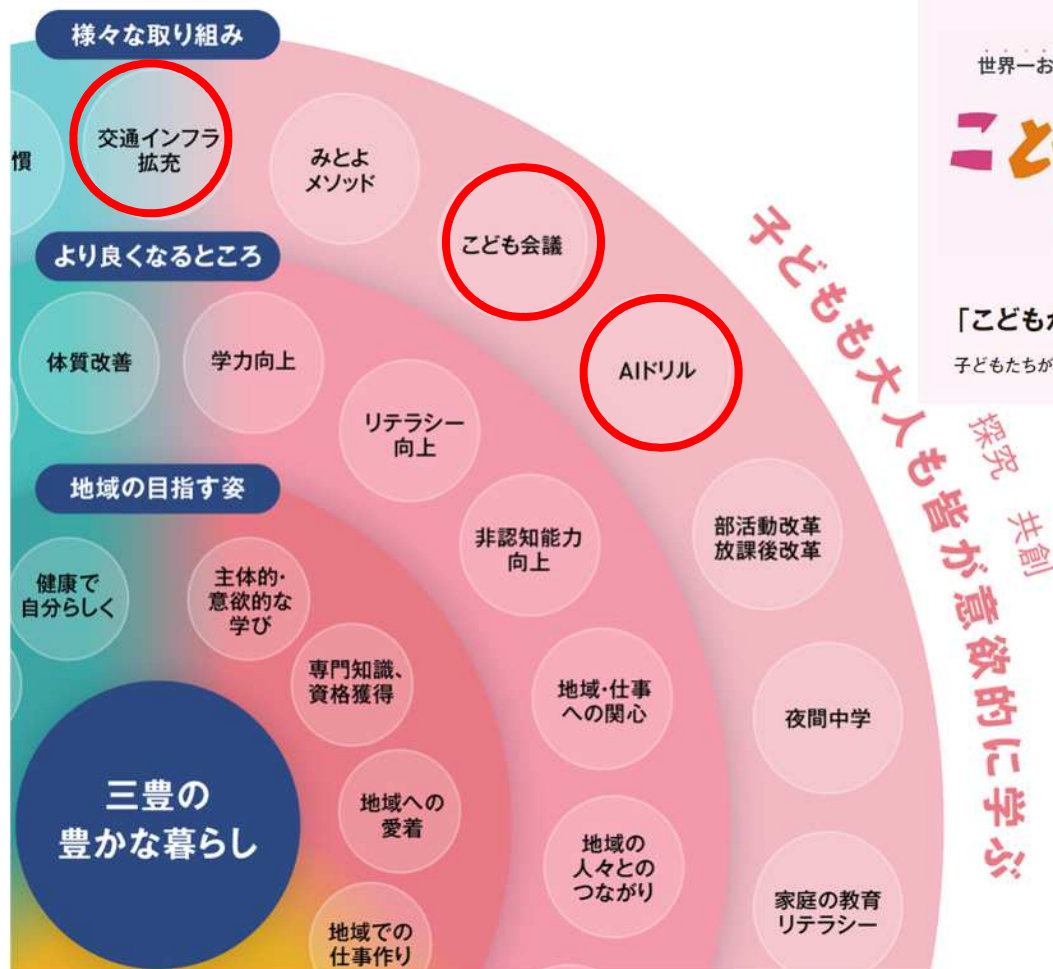 様々な取り組み
慣
交通インフラ
拡充
みとよ
メソッド
こども会議
AIドリル
部活動改革
放課後改革
夜間中学
家庭の教育
リテラシー
より良くなるところ
体質改善
学力向上
リテラシー
向上
非認知能力
向上
地域・仕事
への関心
地域の
人々との
つながり
地域の目指す姿
健康で
自分らしく
主体的・
意欲的な
学び
専門知識、
資格獲得
地域への
愛着
地域での
仕事作り
三豊の
豊かな暮らし
子どもも大人も皆が意欲的に学ぶ
探究
共創
世界一お
こど
「こどもが
子どもたちが